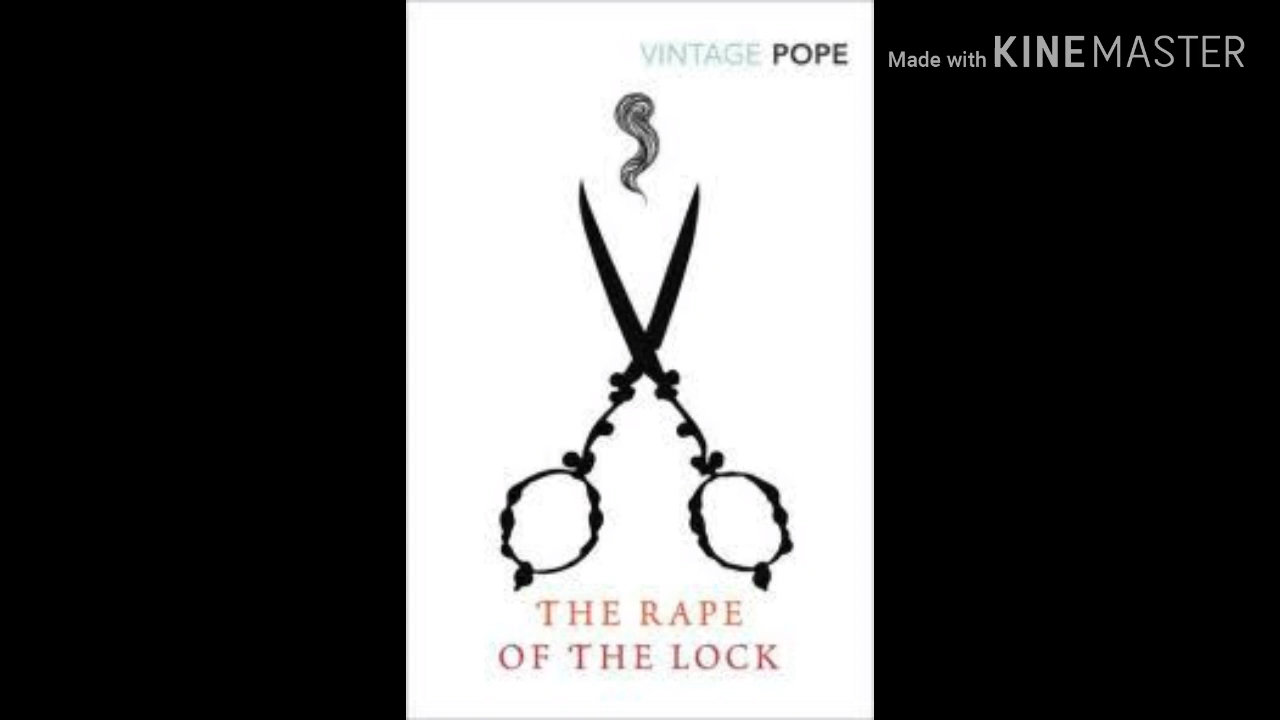 VINTAGE POPE
Made with KINEMASTER
THE RAPE
OF THE LOCK